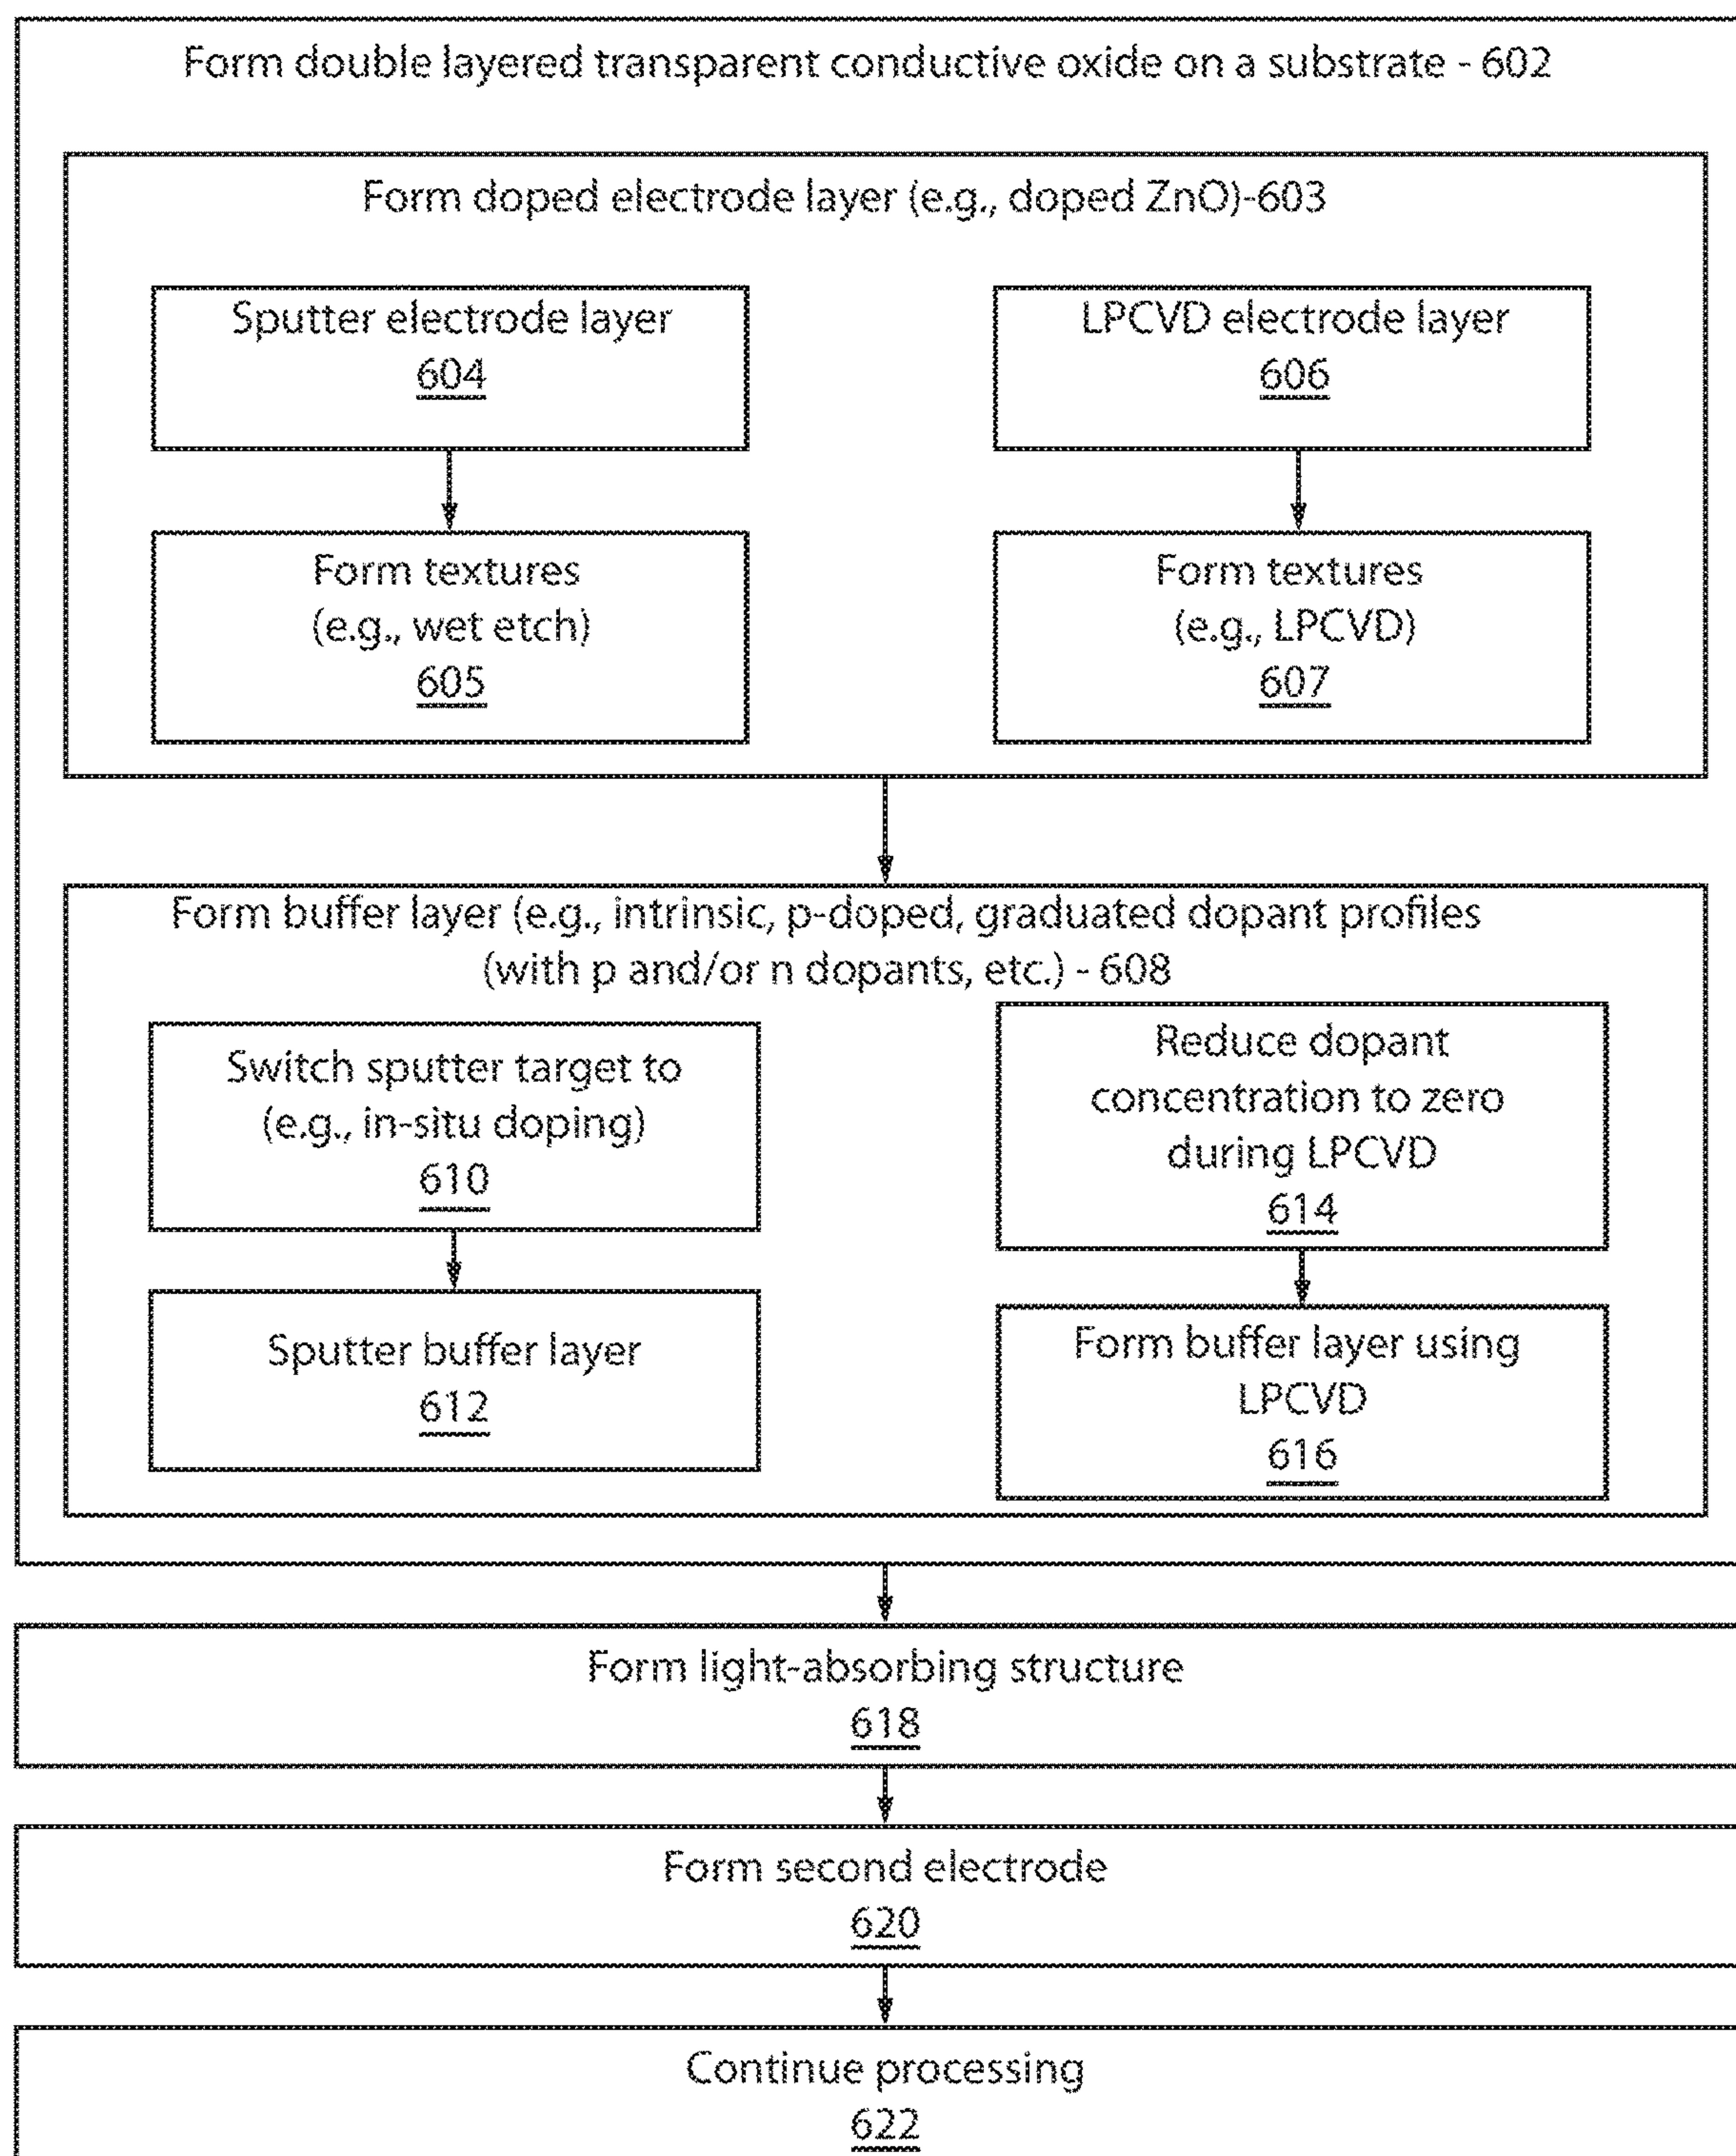 Form double layered transparent conductive oxide on a substrate - 602
Form doped electrode layer (e.g., doped ZnO)-603
Sputter electrode layer
604
LPCVD electrode layer
606
Form textures
(e.g., wet etch)
605
Form textures
(e.g., LPCVD)
607
Form buffer layer (e.g., intrinsic, p-doped, graduated dopant profiles
(with p and/or n dopants, etc.) - 608
Switch sputter target to
(e.g., in-situ doping)
610
Reduce dopant
concentration to zero
during LPCVD
614
Sputter buffer layer
612
Form buffer layer using
LPCVD
616
Form light-absorbing structure
618
Form second electrode
620
Continue processing
622